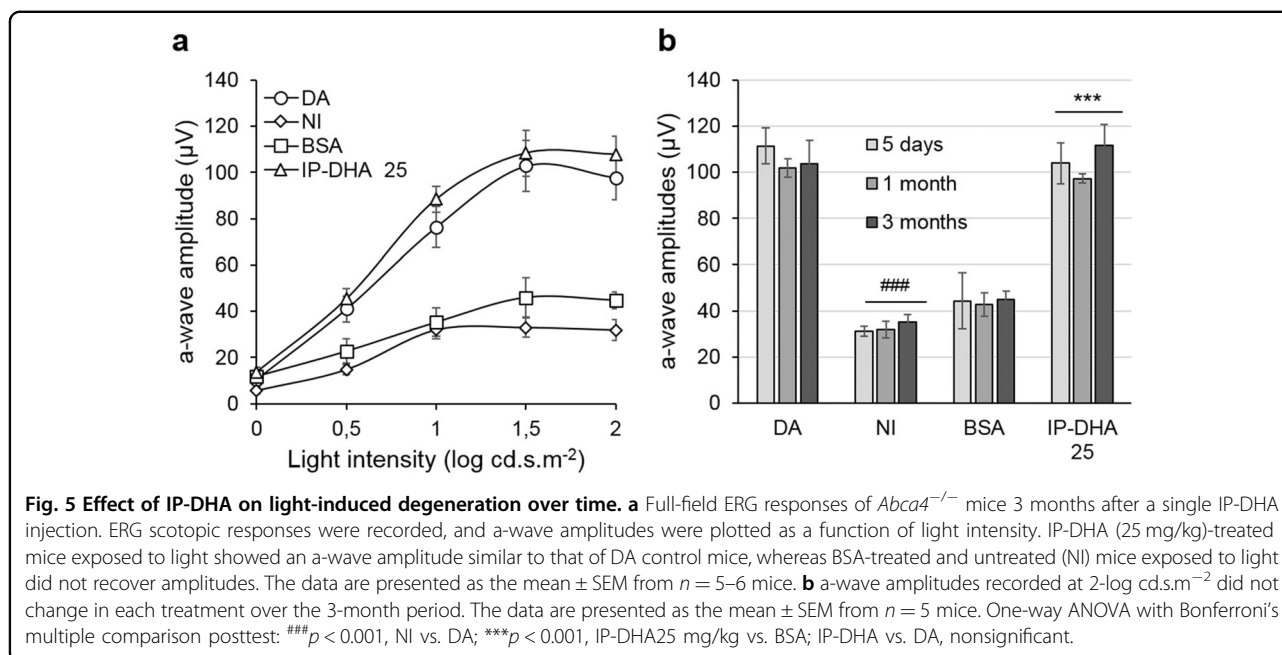 a
140
120
100
80
60
40
20
0
a-wave amplitude (µV)
DA
NI
BSA
IP-DHA 25
0 0,5 1 1,5 2
Light intensity (log cd.s.m⁻²)
b
140
120
100
80
60
40
20
0
a-wave amplitudes (µV)
5 days
1 month
3 months
###
***
DA NI BSA IP-DHA
25
Fig. 5 Effect of IP-DHA on light-induced degeneration over time. a Full-field ERG responses of Abca4⁻/⁻ mice 3 months after a single IP-DHA
injection. ERG scotopic responses were recorded, and a-wave amplitudes were plotted as a function of light intensity. IP-DHA (25 mg/kg)-treated
mice exposed to light showed an a-wave amplitude similar to that of DA control mice, whereas BSA-treated and untreated (NI) mice exposed to light
did not recover amplitudes. The data are presented as the mean ± SEM from n = 5–6 mice. b a-wave amplitudes recorded at 2-log cd.s.m⁻² did not
change in each treatment over the 3-month period. The data are presented as the mean ± SEM from n = 5 mice. One-way ANOVA with Bonferroni's
multiple comparison posttest: ###p < 0.001, NI vs. DA; ***p < 0.001, IP-DHA25 mg/kg vs. BSA; IP-DHA vs. DA, nonsignificant.